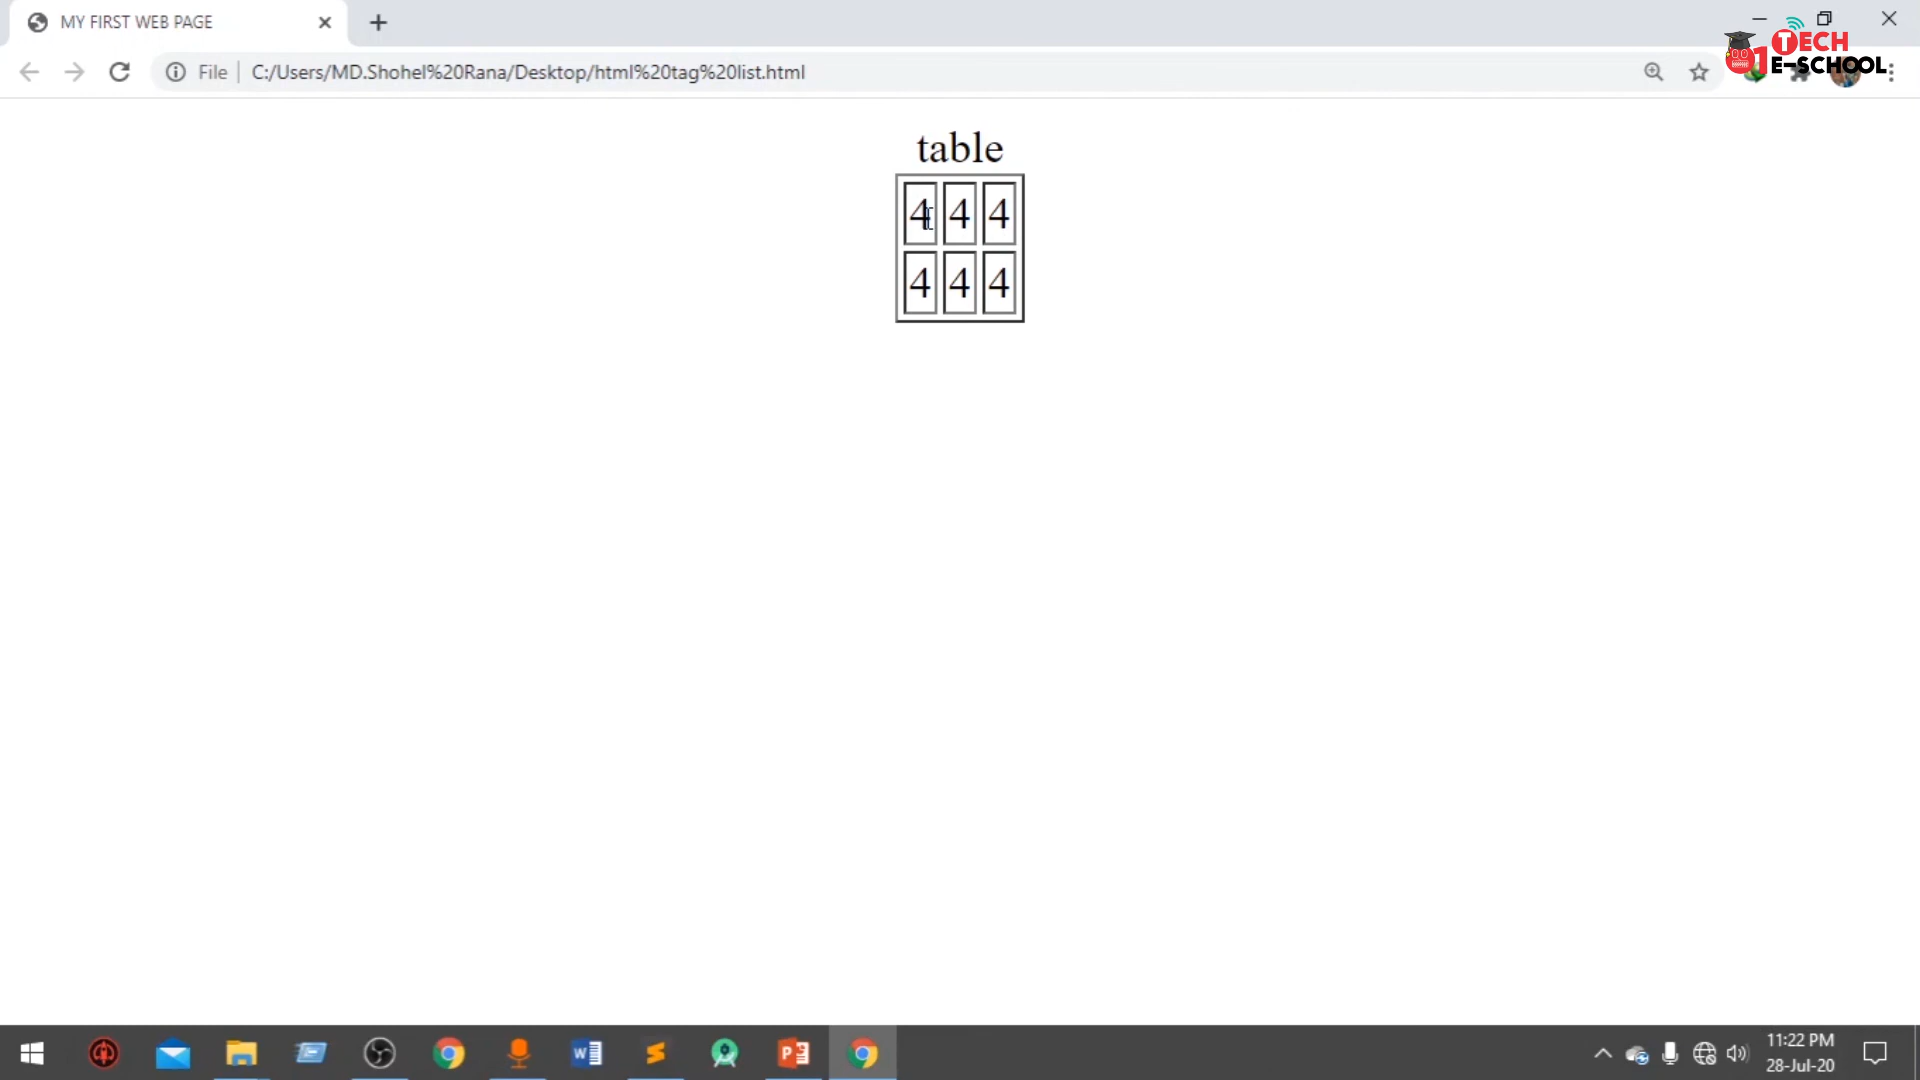 MY FIRST WEB PAGE
File C:/Users/MD.Shohel%20Rana/Desktop/html%20tag%20list.html
TECH
E-SCHOOL
table
4 4 4
4 4 4
11:22 PM
28-Jul-20